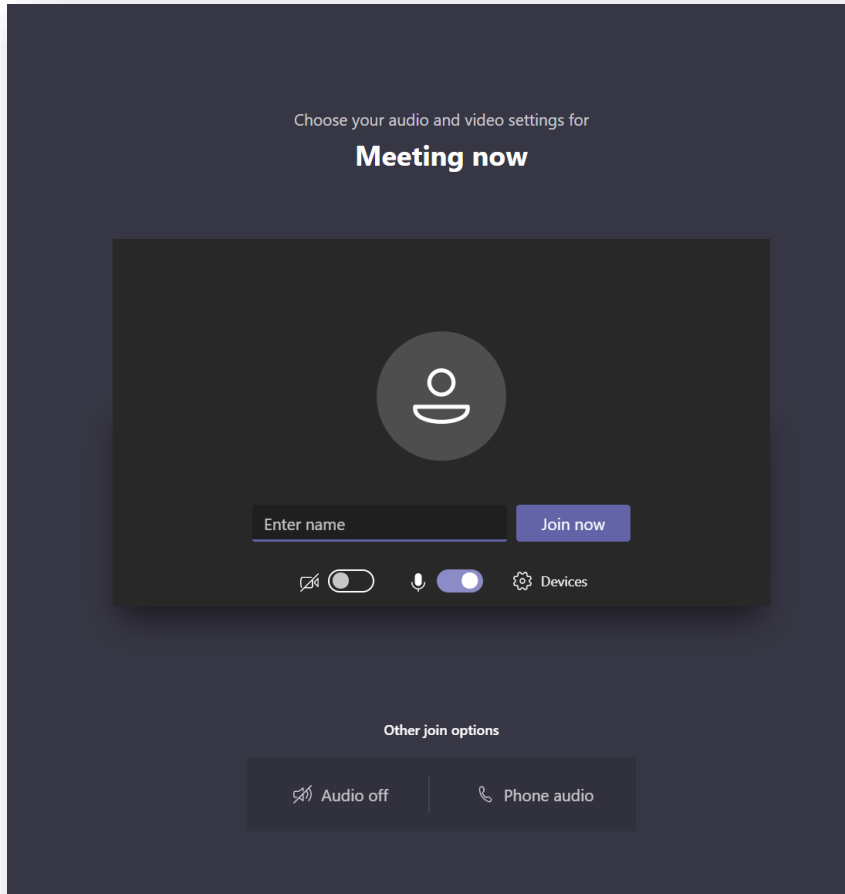 Choose your audio and video settings for
Meeting now
Enter name
Join now
Devices
Other join options
Audio off
Phone audio